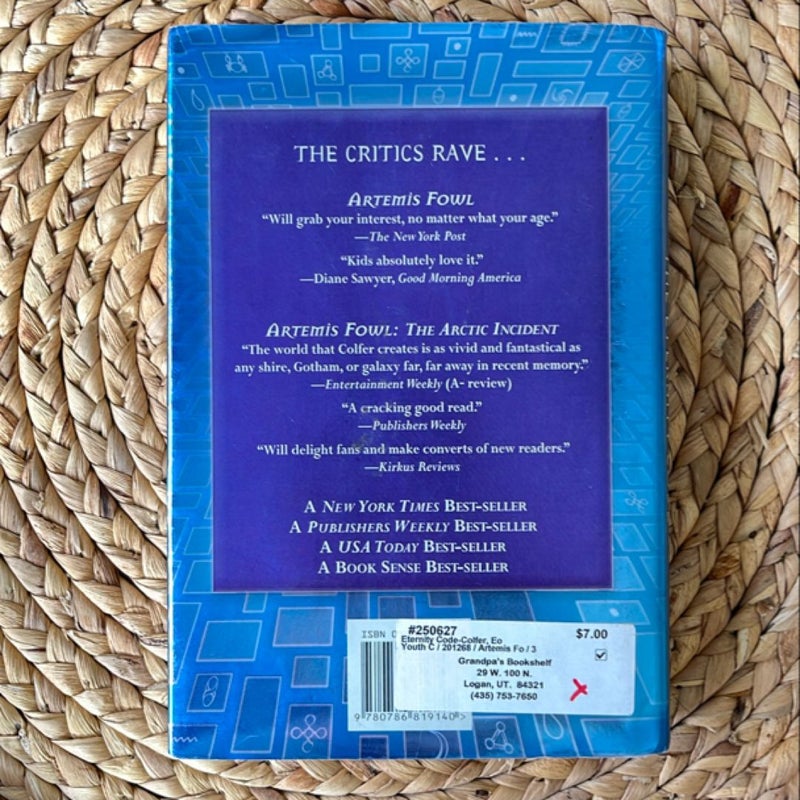 THE CRITICS RAVE . . .
ARTEMIS FOWL
“Will grab your interest, no matter what your age.”
—The New York Post
“Kids absolutely love it.”
—Diane Sawyer, Good Morning America
ARTEMIS FOWL: THE ARCTIC INCIDENT
“The world that Colfer creates is as vivid and fantastical as
any shire, Gotham, or galaxy far, far away in recent memory.”
—Entertainment Weekly (A- review)
“A cracking good read.”
—Publishers Weekly
“Will delight fans and make converts of new readers.”
—Kirkus Reviews
A NEW YORK TIMES BEST-SELLER
A PUBLISHERS WEEKLY BEST-SELLER
A USA TODAY BEST-SELLER
A BOOK SENSE BEST-SELLER
ISBN 0
#250627 $7.00
Eternity Code-Colfer, Eo
Youth C / 201268 / Artemis Fo / 3
Grandpa's Bookshelf
29 W. 100 N.
Logan, UT. 84321
(435) 753-7650
9 780786 819140 >